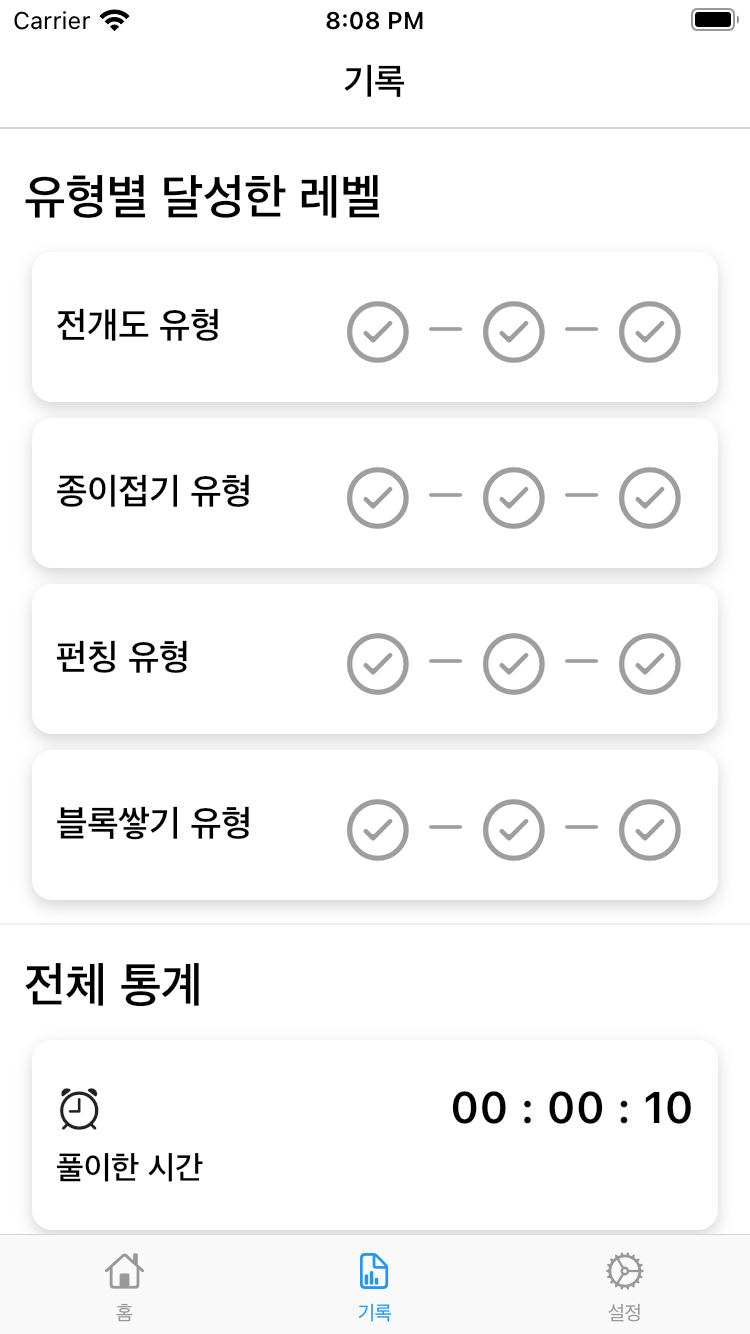 Carrier 8:08 PM
기록
유형별 달성한 레벨
전개도 유형
종이접기 유형
펀칭 유형
블록쌓기 유형
전체 통계
00 : 00 : 10
풀이한 시간
홈 기록 설정